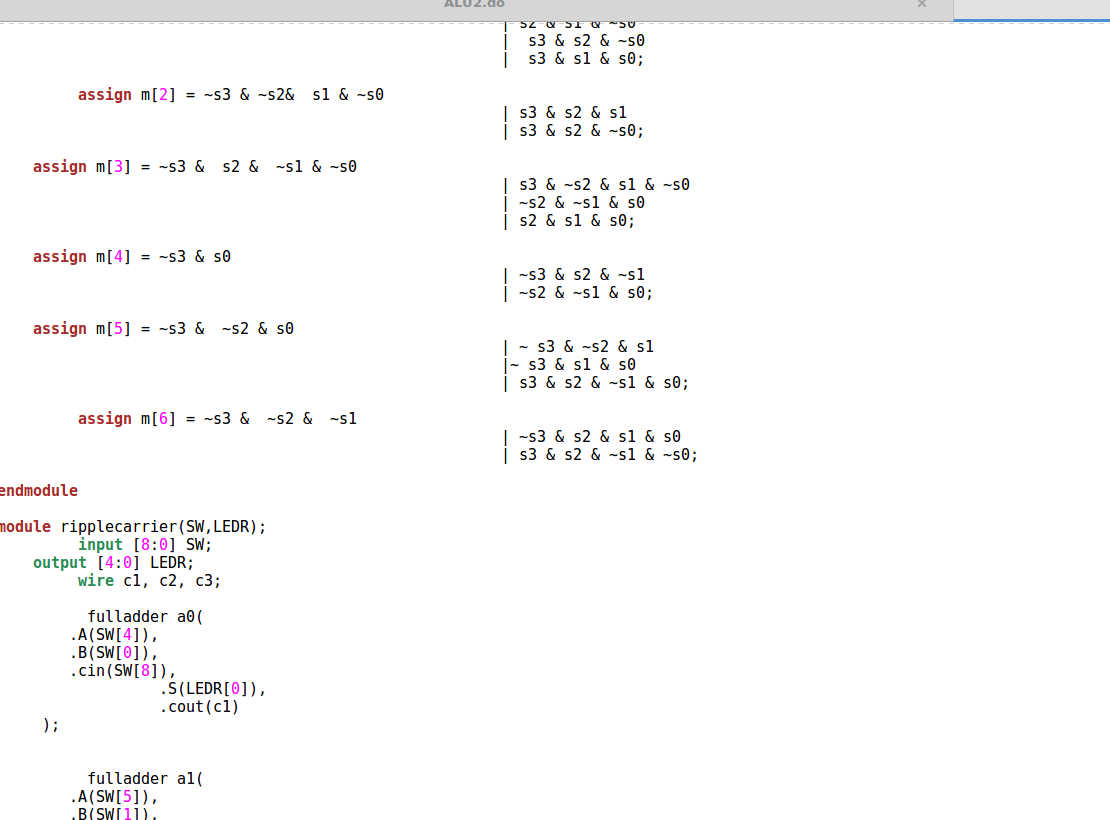 ALU2.do ×
| s2 & s1 & ~s0
| s3 & s2 & ~s0
| s3 & s1 & s0;
assign m[2] = ~s3 & ~s2& s1 & ~s0
| s3 & s2 & s1
| s3 & s2 & ~s0;
assign m[3] = ~s3 & s2 & ~s1 & ~s0
| s3 & ~s2 & s1 & ~s0
| ~s2 & ~s1 & s0
| s2 & s1 & s0;
assign m[4] = ~s3 & s0
| ~s3 & s2 & ~s1
| ~s2 & ~s1 & s0;
assign m[5] = ~s3 & ~s2 & s0
| ~ s3 & ~s2 & s1
|~ s3 & s1 & s0
| s3 & s2 & ~s1 & s0;
assign m[6] = ~s3 & ~s2 & ~s1
| ~s3 & s2 & s1 & s0
| s3 & s2 & ~s1 & ~s0;
endmodule
module ripplecarrier(SW,LEDR);
input [8:0] SW;
output [4:0] LEDR;
wire c1, c2, c3;
fulladder a0(
.A(SW[4]),
.B(SW[0]),
.cin(SW[8]),
.S(LEDR[0]),
.cout(c1)
);
fulladder a1(
.A(SW[5]),
.B(SW[1]),